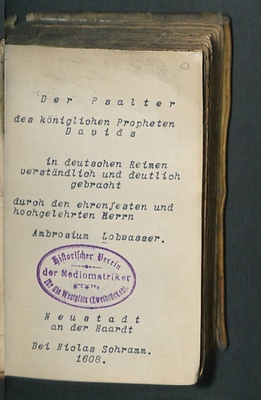 Der Psalter
des königlichen Propheten
Davids
in deutschen Reimen
verständlich und deutlich
gebracht
durch den ehrenfesten und
hochgelehrten Herrn
Ambrosium Lobwasser.
Historischer Verein
der Mediomatriker
für die Westpfalz (Zweibrücken).
Neustadt
an der Haardt
Bei Niolas Schramm.
1608.